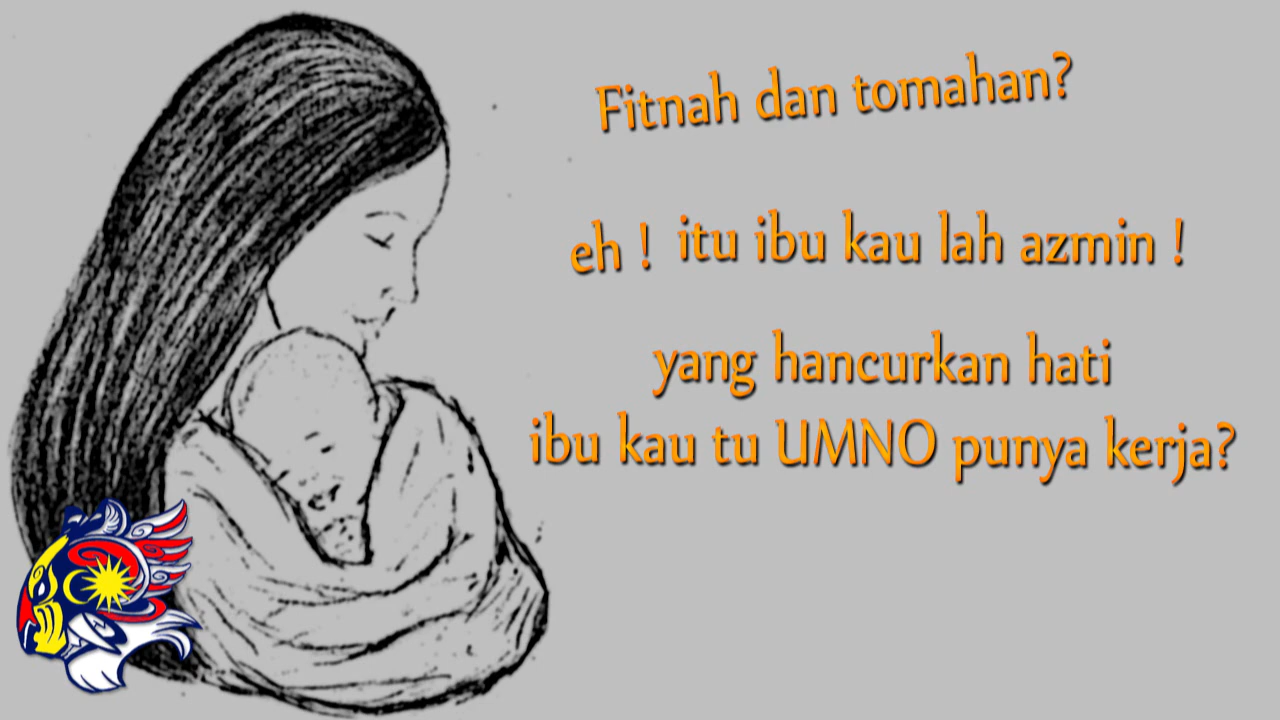 Fitnah dan tomahan?
eh ! itu ibu kau lah azmin !
yang hancurkan hati
ibu kau tu UMNO punya kerja?